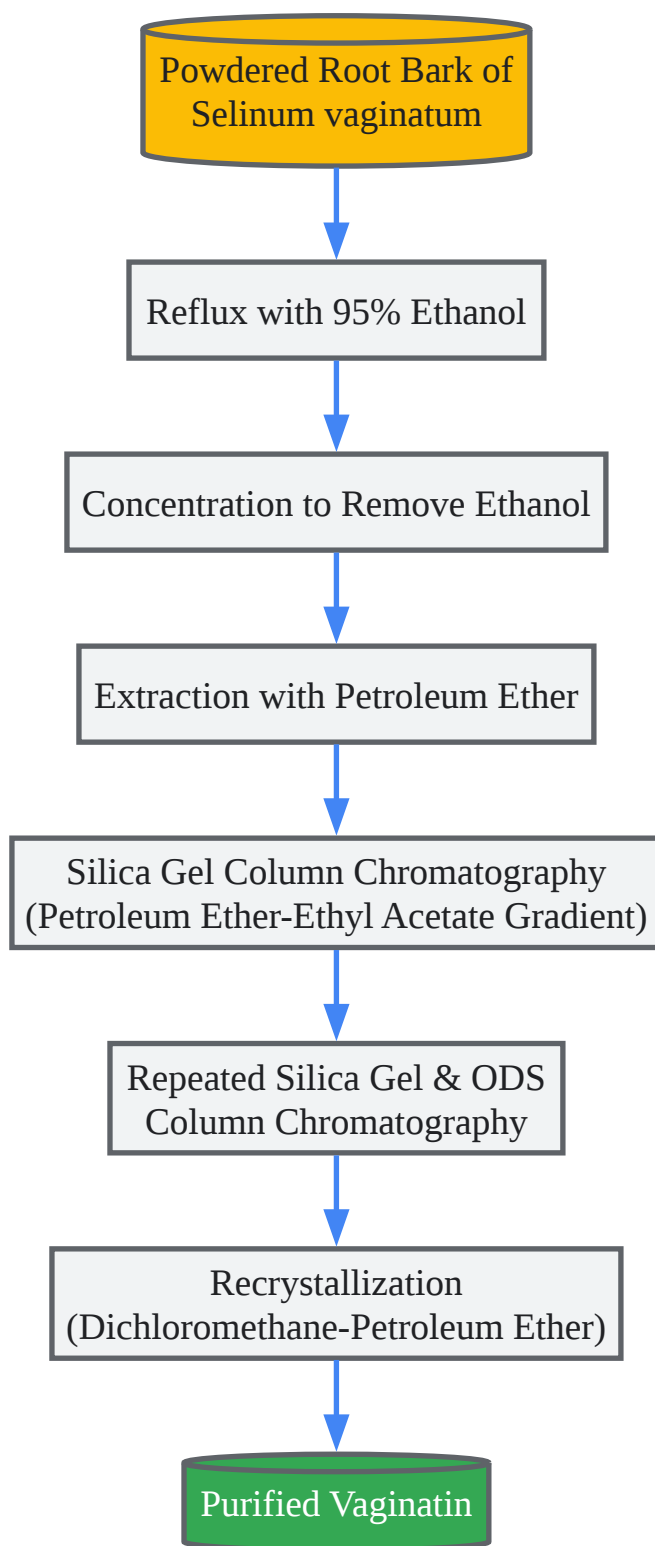 Powdered Root Bark of
Selinum vaginatum
Reflux with 95% Ethanol
Concentration to Remove Ethanol
Extraction with Petroleum Ether
Silica Gel Column Chromatography
(Petroleum Ether-Ethyl Acetate Gradient)
Repeated Silica Gel & ODS
Column Chromatography
Recrystallization
(Dichloromethane-Petroleum Ether)
Purified Vaginatin